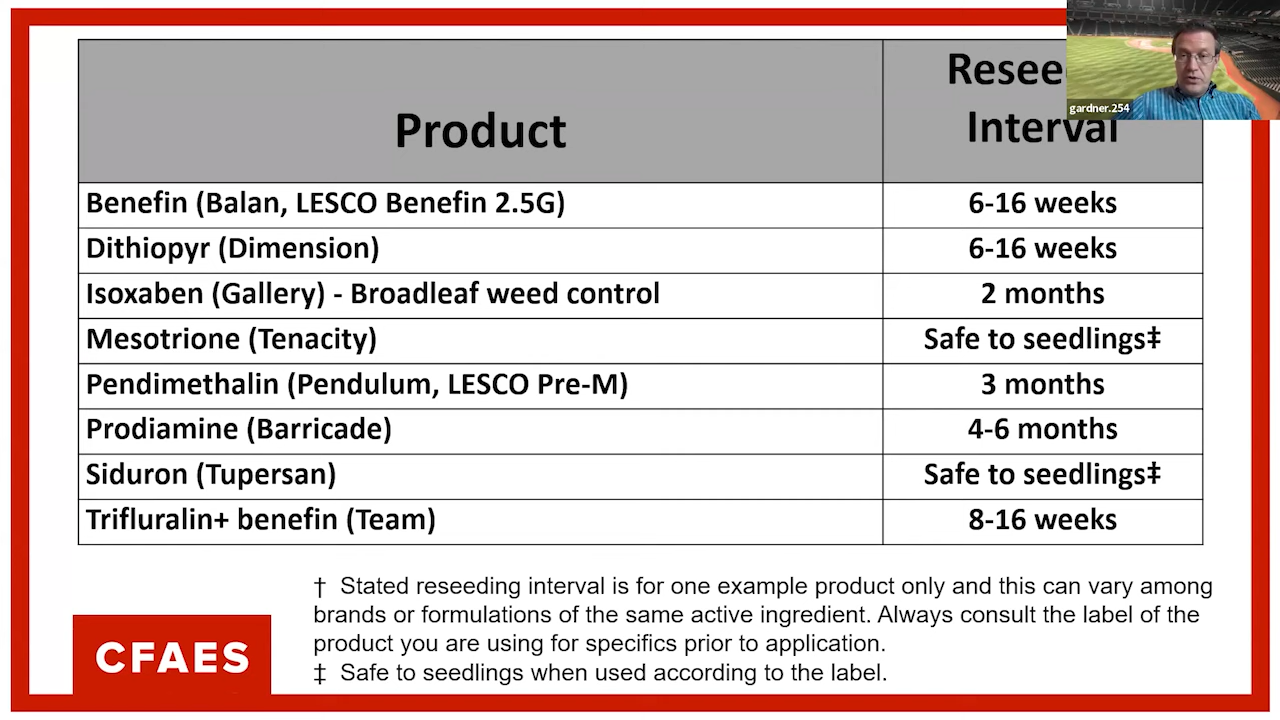 Product
Interval
Benefin (Balan, LESCO Benefin 2.5G)
6-16 weeks
Dithiopyr (Dimension)
6-16 weeks
Isoxaben (Gallery) - Broadleaf weed control
2 months
Mesotrione (Tenacity)
Safe to seedlings‡
Pendimethalin (Pendulum, LESCO Pre-M)
3 months
Prodiamine (Barricade)
4-6 months
Siduron (Tupersan)
Safe to seedlings‡
Trifluralin+ benefin (Team)
8-16 weeks
† Stated reseeding interval is for one example product only and this can vary among
brands or formulations of the same active ingredient. Always consult the label of the
product you are using for specifics prior to application.
‡ Safe to seedlings when used according to the label.
CFAES
gardner.254